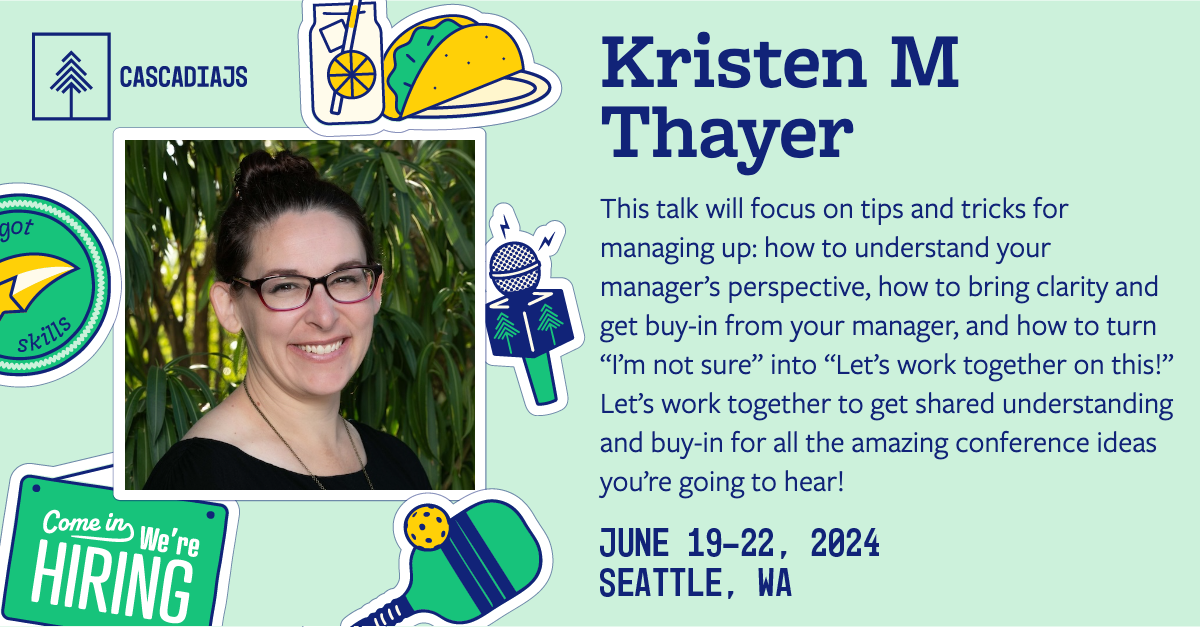 CASCADIAJS
Kristen M
Thayer
This talk will focus on tips and tricks for
managing up: how to understand your
manager’s perspective, how to bring clarity and
get buy-in from your manager, and how to turn
“I’m not sure” into “Let’s work together on this!”
Let’s work together to get shared understanding
and buy-in for all the amazing conference ideas
you’re going to hear!
JUNE 19–22, 2024
SEATTLE, WA
got
skills
Come in
We’re
HIRING